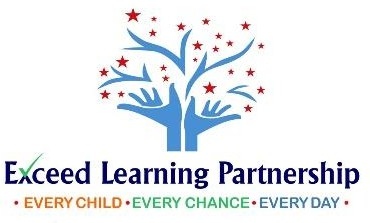 Exceed Learning Partnership
• EVERY CHILD • EVERY CHANCE • EVERY DAY •